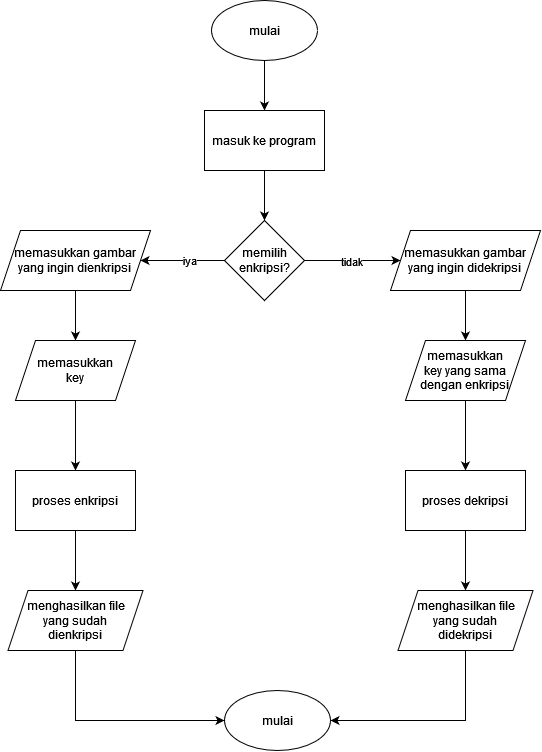 mulai
masuk ke program
memilih
enkripsi?
iya
tidak
memasukkan gambar
yang ingin dienkripsi
memasukkan gambar
yang ingin didekripsi
memasukkan
key
memasukkan
key yang sama
dengan enkripsi
proses enkripsi
proses dekripsi
menghasilkan file
yang sudah
dienkripsi
menghasilkan file
yang sudah
didekripsi
mulai